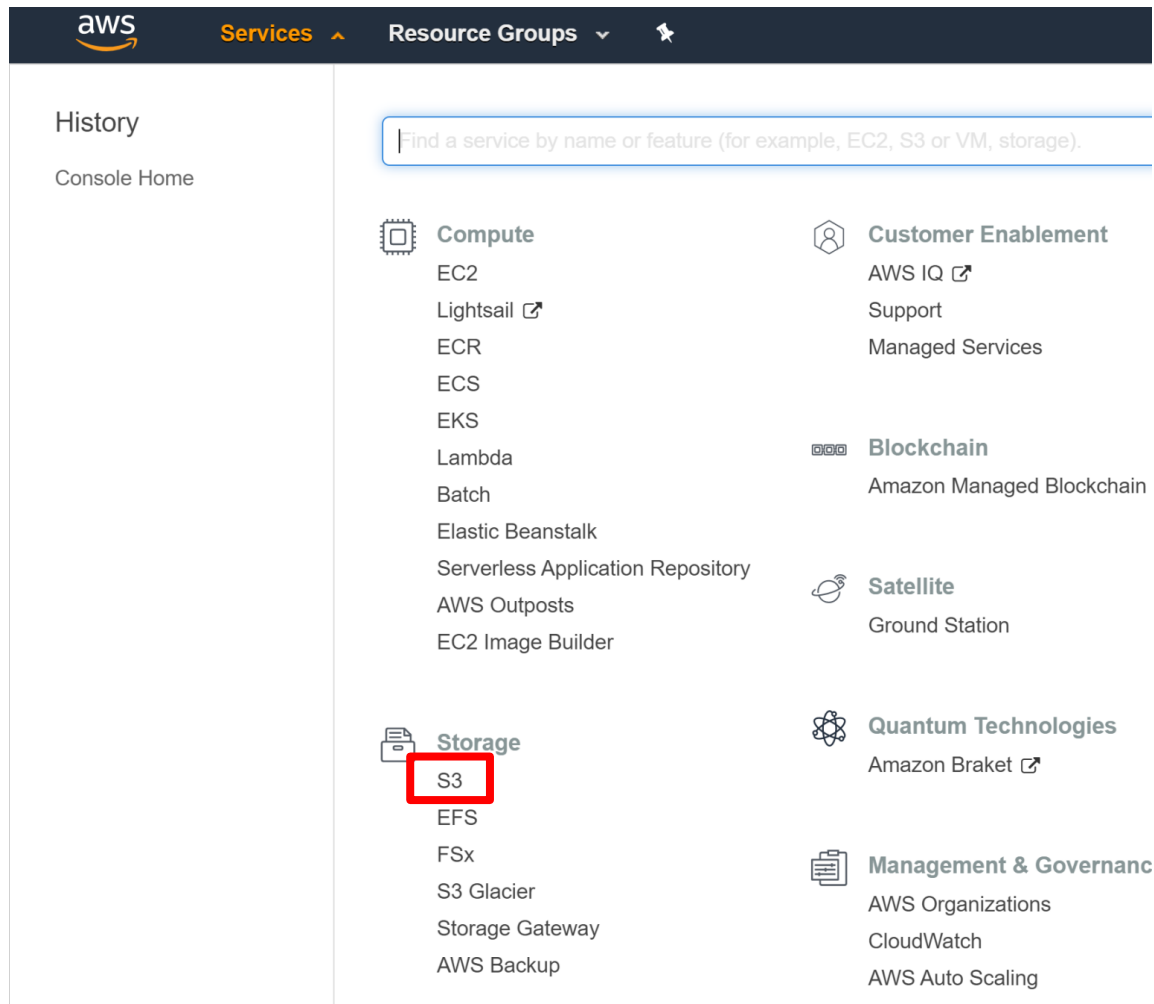 aws
Services
Resource Groups
History
Console Home
Find a service by name or feature (for example, EC2, S3 or VM, storage).
Compute
EC2
Lightsail
ECR
ECS
EKS
Lambda
Batch
Elastic Beanstalk
Serverless Application Repository
AWS Outposts
EC2 Image Builder
Storage
S3
EFS
FSx
S3 Glacier
Storage Gateway
AWS Backup
Customer Enablement
AWS IQ
Support
Managed Services
Blockchain
Amazon Managed Blockchain
Satellite
Ground Station
Quantum Technologies
Amazon Braket
Management & Governanc
AWS Organizations
CloudWatch
AWS Auto Scaling